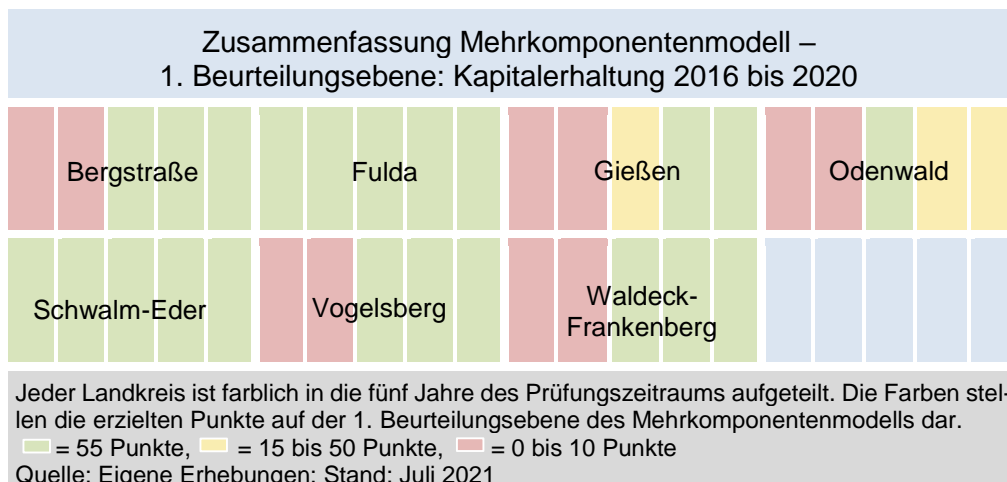 Zusammenfassung Mehrkomponentenmodell –
1. Beurteilungsebene: Kapitalerhaltung 2016 bis 2020
Bergstraße
Fulda
Gießen
Odenwald
Schwalm-Eder
Vogelsberg
Waldeck-
Frankenberg
Jeder Landkreis ist farblich in die fünf Jahre des Prüfungszeitraums aufgeteilt. Die Farben stel-
len die erzielten Punkte auf der 1. Beurteilungsebene des Mehrkomponentenmodells dar.
= 55 Punkte, = 15 bis 50 Punkte, = 0 bis 10 Punkte
Quelle: Eigene Erhebungen; Stand: Juli 2021